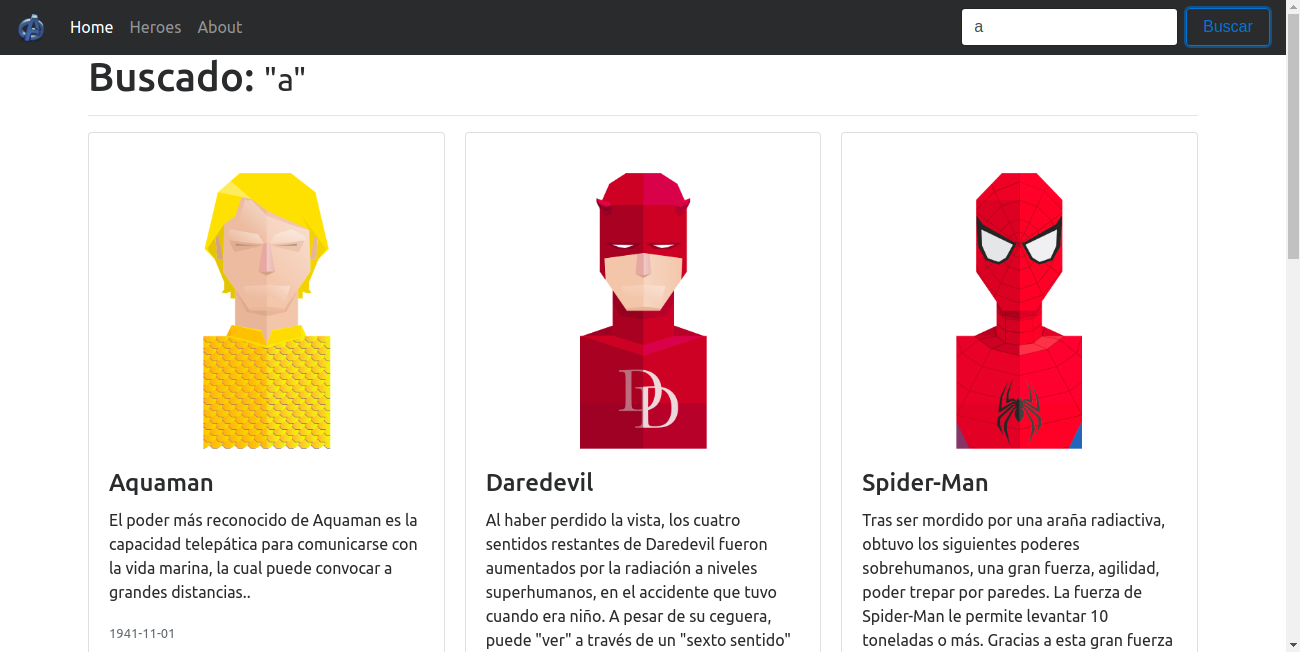 Home Heroes About a Buscar
Buscado: "a"
Aquaman
El poder más reconocido de Aquaman es la
capacidad telepática para comunicarse con
la vida marina, la cual puede convocar a
grandes distancias..
1941-11-01
Daredevil
Al haber perdido la vista, los cuatro
sentidos restantes de Daredevil fueron
aumentados por la radiación a niveles
superhumanos, en el accidente que tuvo
cuando era niño. A pesar de su ceguera,
puede "ver" a través de un "sexto sentido"
DD
Spider-Man
Tras ser mordido por una araña radiactiva,
obtuvo los siguientes poderes
sobrehumanos, una gran fuerza, agilidad,
poder trepar por paredes. La fuerza de
Spider-Man le permite levantar 10
toneladas o más. Gracias a esta gran fuerza